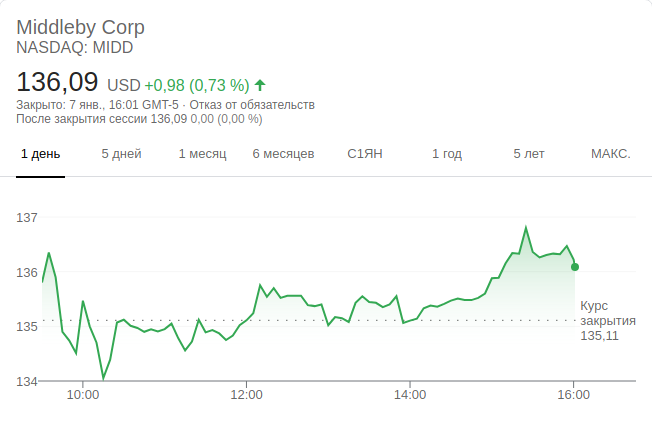 Middleby Corp
NASDAQ: MIDD
136,09 USD +0,98 (0,73 %) ↑
Закрыто: 7 янв., 16:01 GMT-5 · Отказ от обязательств
После закрытия сессии 136,09 0,00 (0,00 %)
1 день 5 дней 1 месяц 6 месяцев С1ЯН 1 год 5 лет МАКС.
137
136
135
134
Курс
закрытия
135,11
10:00 12:00 14:00 16:00